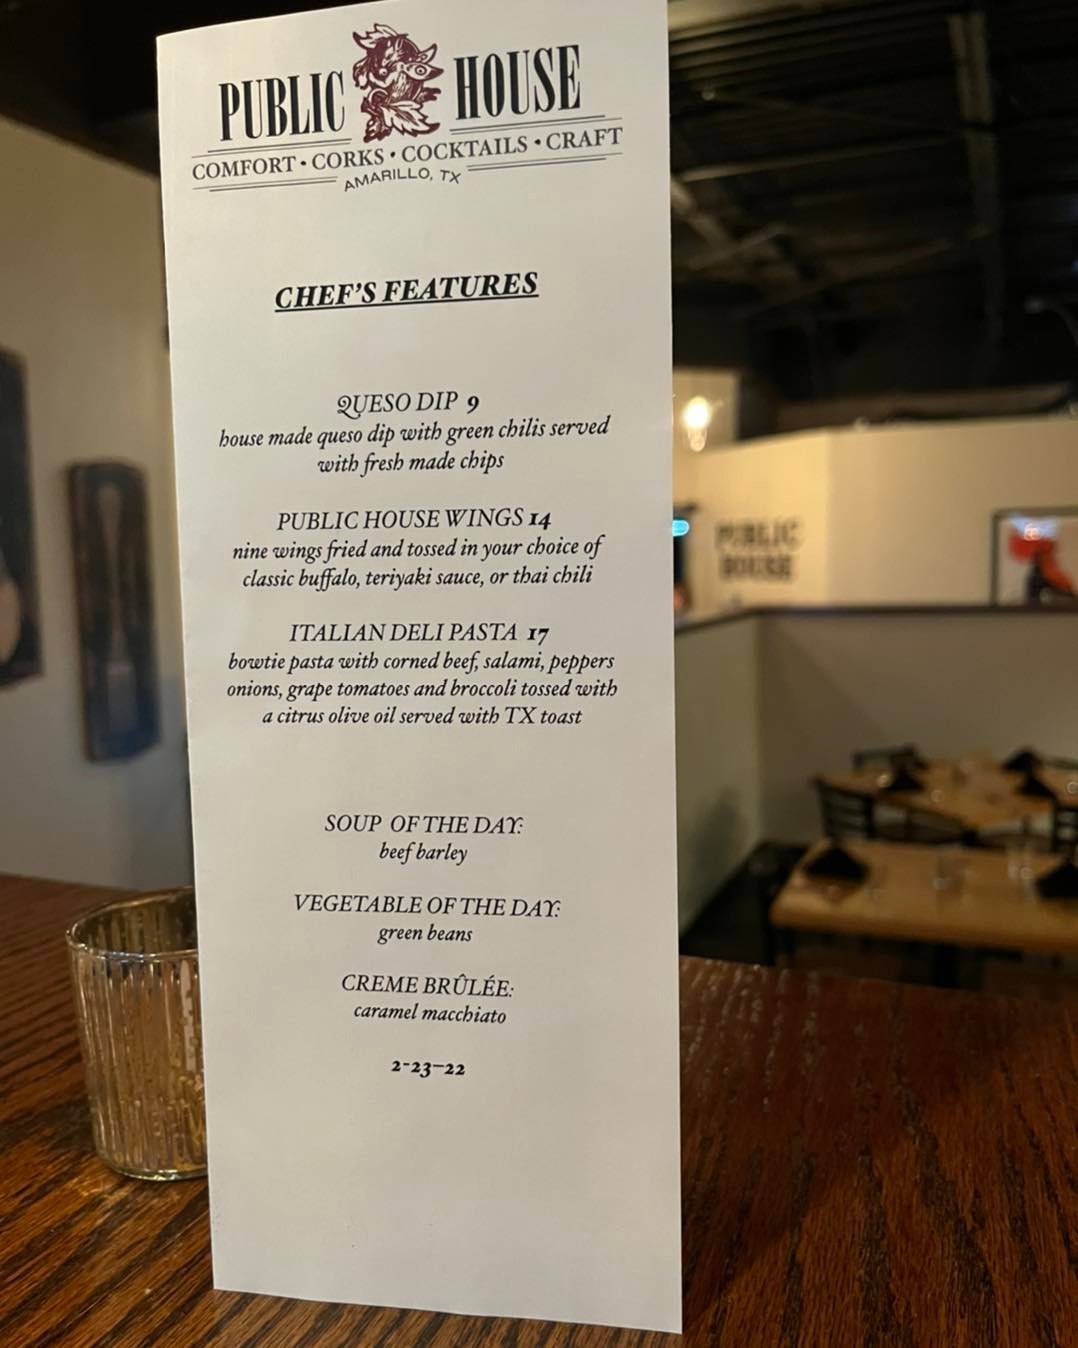 PUBLIC HOUSE
COMFORT • CORKS • COCKTAILS • CRAFT
AMARILLO, TX
CHEF'S FEATURES
QUESO DIP 9
house made queso dip with green chilis served
with fresh made chips
PUBLIC HOUSE WINGS 14
nine wings fried and tossed in your choice of
classic buffalo, teriyaki sauce, or thai chili
ITALIAN DELI PASTA 17
bowtie pasta with corned beef, salami, peppers
onions, grape tomatoes and broccoli tossed with
a citrus olive oil served with TX toast
SOUP OF THE DAY:
beef barley
VEGETABLE OF THE DAY:
green beans
CREME BRÛLÉE:
caramel macchiato
2-23-22
PUBLIC
HOUSE